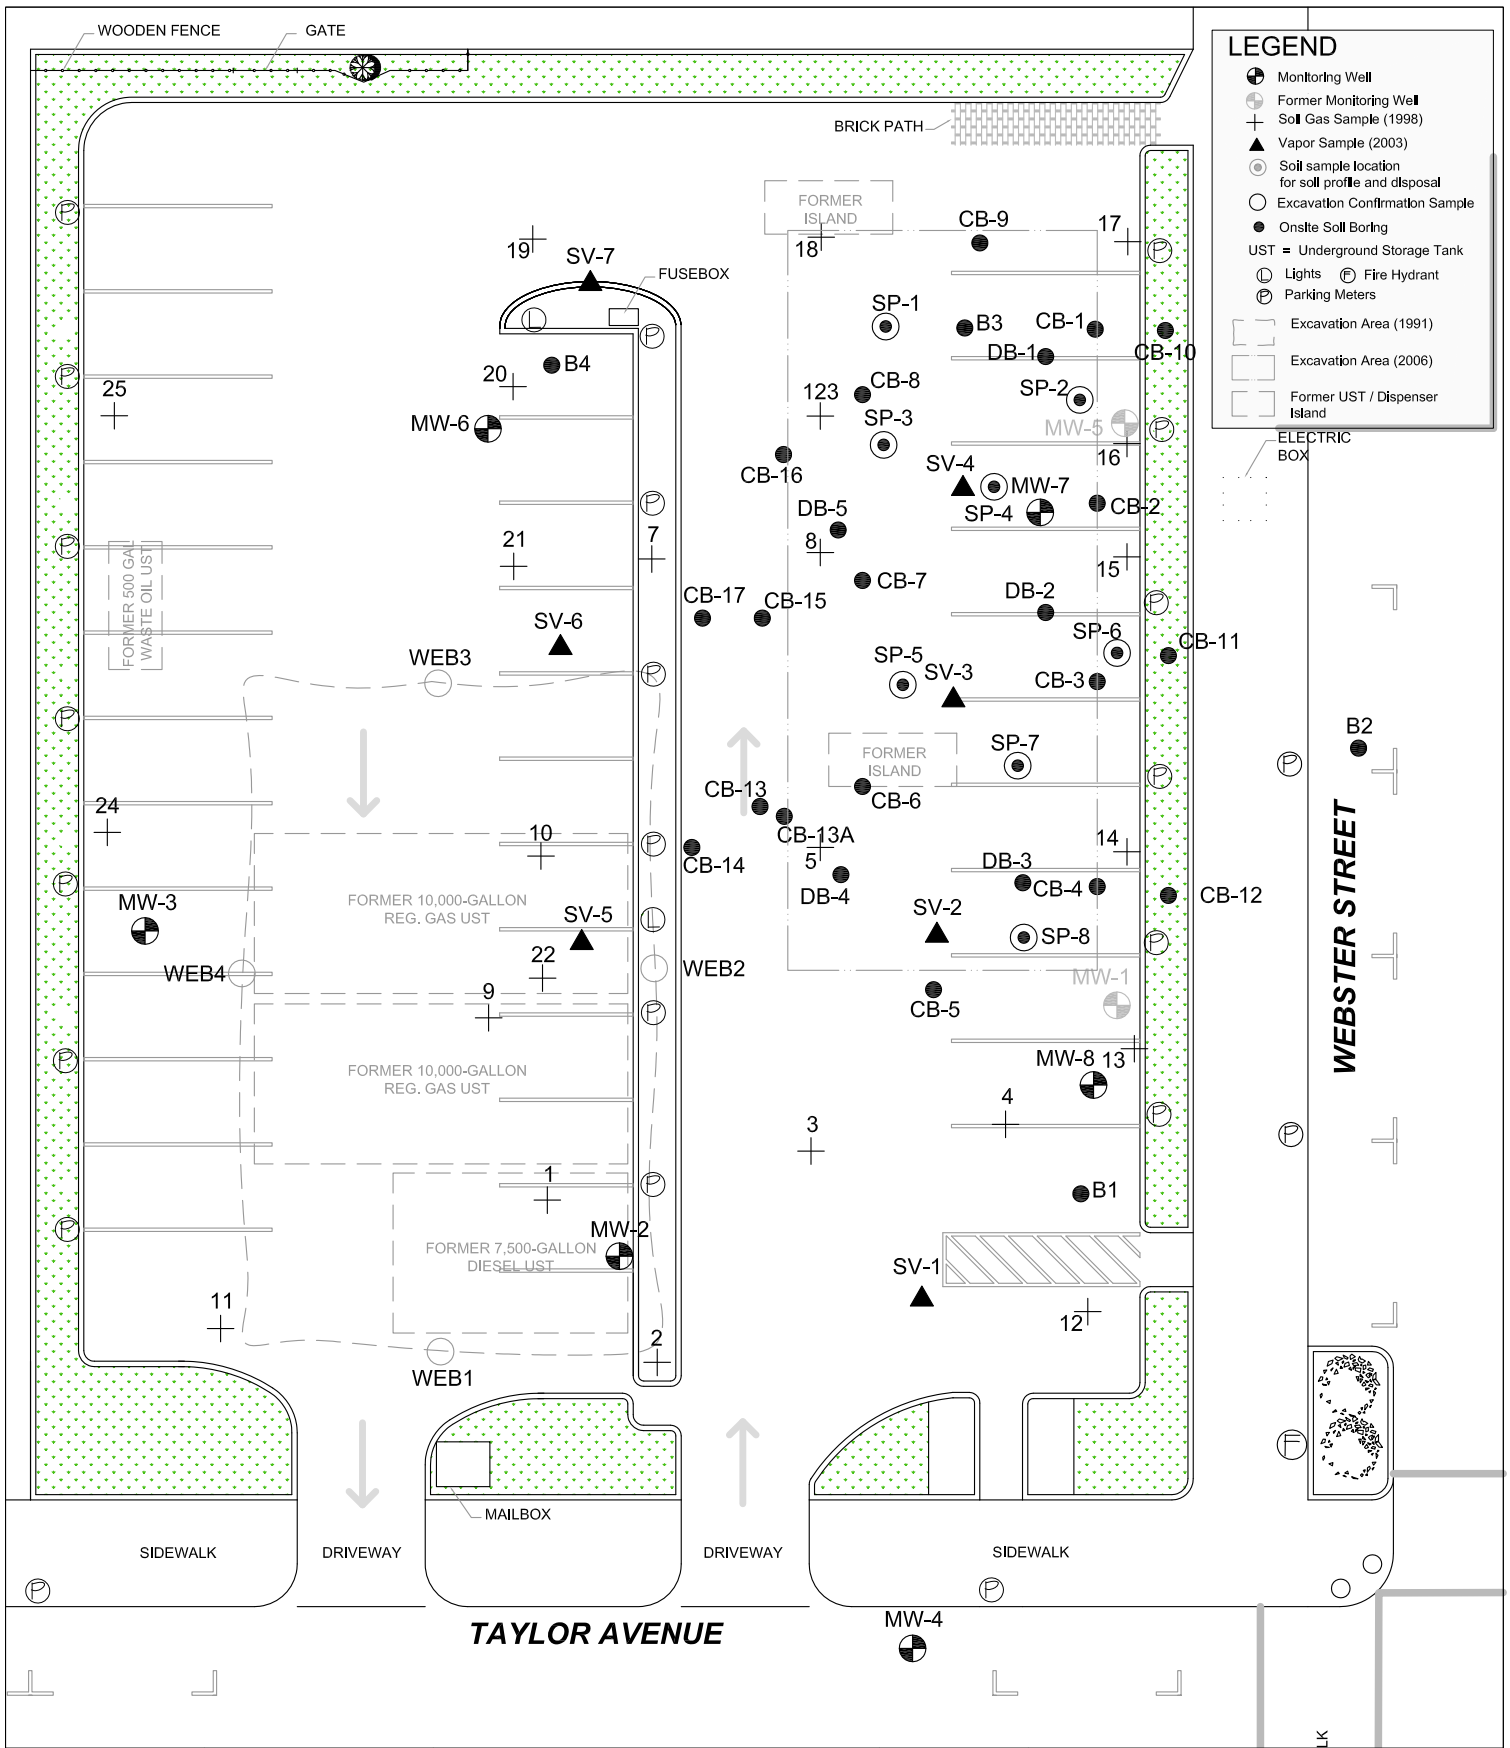 WOODEN FENCE
GATE
LEGEND
Monitoring Well
Former Monitoring Well
Soil Gas Sample (1998)
Vapor Sample (2003)
Soil sample location
for soil profile and disposal
Excavation Confirmation Sample
Onsite Soil Boring
UST = Underground Storage Tank
L Lights F Fire Hydrant
P Parking Meters
Excavation Area (1991)
Excavation Area (2006)
Former UST / Dispenser
Island
BRICK PATH
FORMER
ISLAND
CB-9
17
18
19
SV-7
FUSEBOX
P
P
L
SP-1
B3
CB-1
CB-10
P
DB-1
B4
20
P
25
CB-8
SP-2
123
SP-3
MW-5
MW-6
P
16
ELECTRIC
BOX
CB-16
SV-4
MW-7
SP-4
CB-2
P
DB-5
8
7
21
15
P
FORMER 500 GAL
WASTE OIL UST
CB-7
CB-17
CB-15
DB-2
P
SV-6
SP-6
CB-11
WEB3
SP-5
SV-3
CB-3
P
P
B2
FORMER
ISLAND
SP-7
P
P
CB-6
CB-13
CB-13A
24
10
P
CB-14
5
14
DB-3
CB-4
DB-4
P
CB-12
WEBSTER STREET
FORMER 10,000-GALLON
REG. GAS UST
MW-3
SV-5
L
SV-2
SP-8
P
WEB4
22
WEB2
MW-1
CB-5
9
P
P
MW-8
13
FORMER 10,000-GALLON
REG. GAS UST
4
P
3
P
1
P
B1
P
MW-2
FORMER 7,500-GALLON
DIESEL UST
SV-1
11
12
2
WEB1
F
MAILBOX
SIDEWALK
DRIVEWAY
DRIVEWAY
SIDEWALK
P
P
MW-4
TAYLOR AVENUE
LK